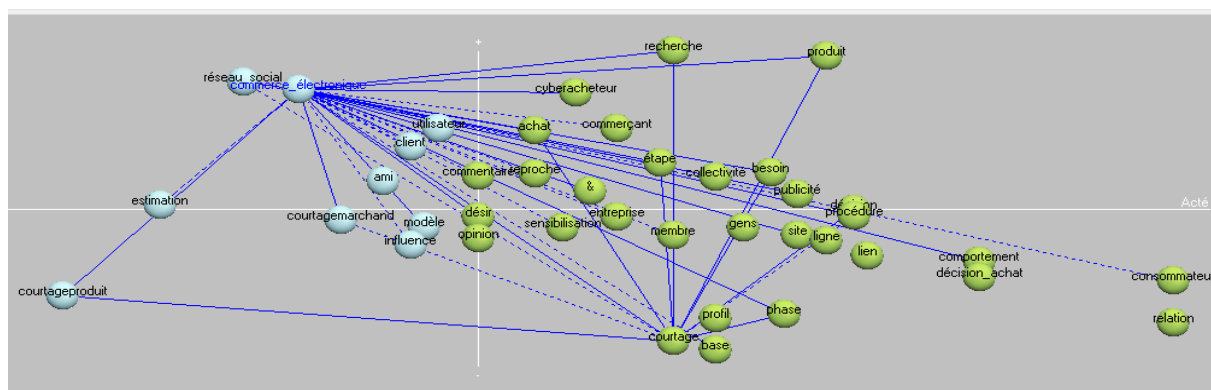 recherche
produit
réseau_social
commerce_électronique
cyberacheteur
utilisateur
achat
commerçant
client
étape
commentaire
reproche
besoin
collectivité
ami
publicité
&
estimation
Acté
courtagemarchand
désir
entreprise
procédure
modèle
sensibilisation
influence
opinion
membre
gens
site
ligne
lien
comportement
décision_achat
consommateu
courtageproduit
profil
phase
relation
courtage
base